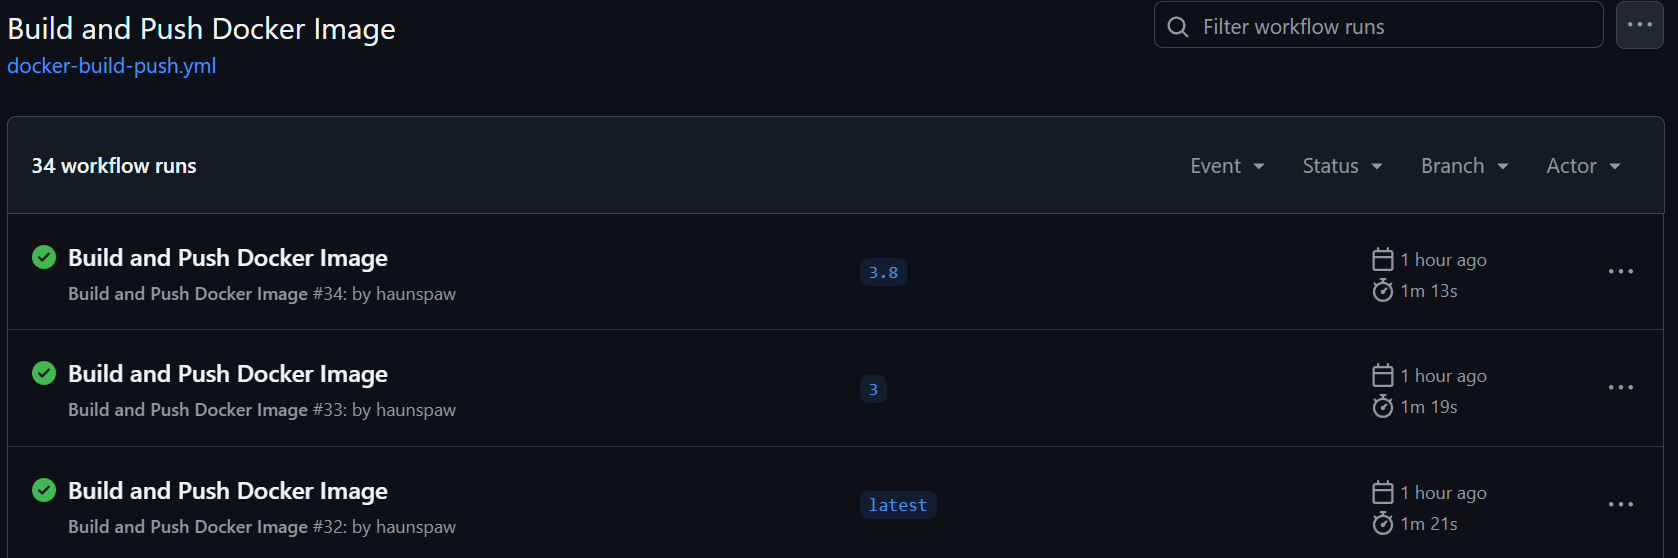 Build and Push Docker Image
Filter workflow runs
docker-build-push.yml
34 workflow runs
Event
Status
Branch
Actor
Build and Push Docker Image
Build and Push Docker Image #34: by haunspaw
3.8
1 hour ago
1m 13s
Build and Push Docker Image
Build and Push Docker Image #33: by haunspaw
3
1 hour ago
1m 19s
Build and Push Docker Image
Build and Push Docker Image #32: by haunspaw
latest
1 hour ago
1m 21s